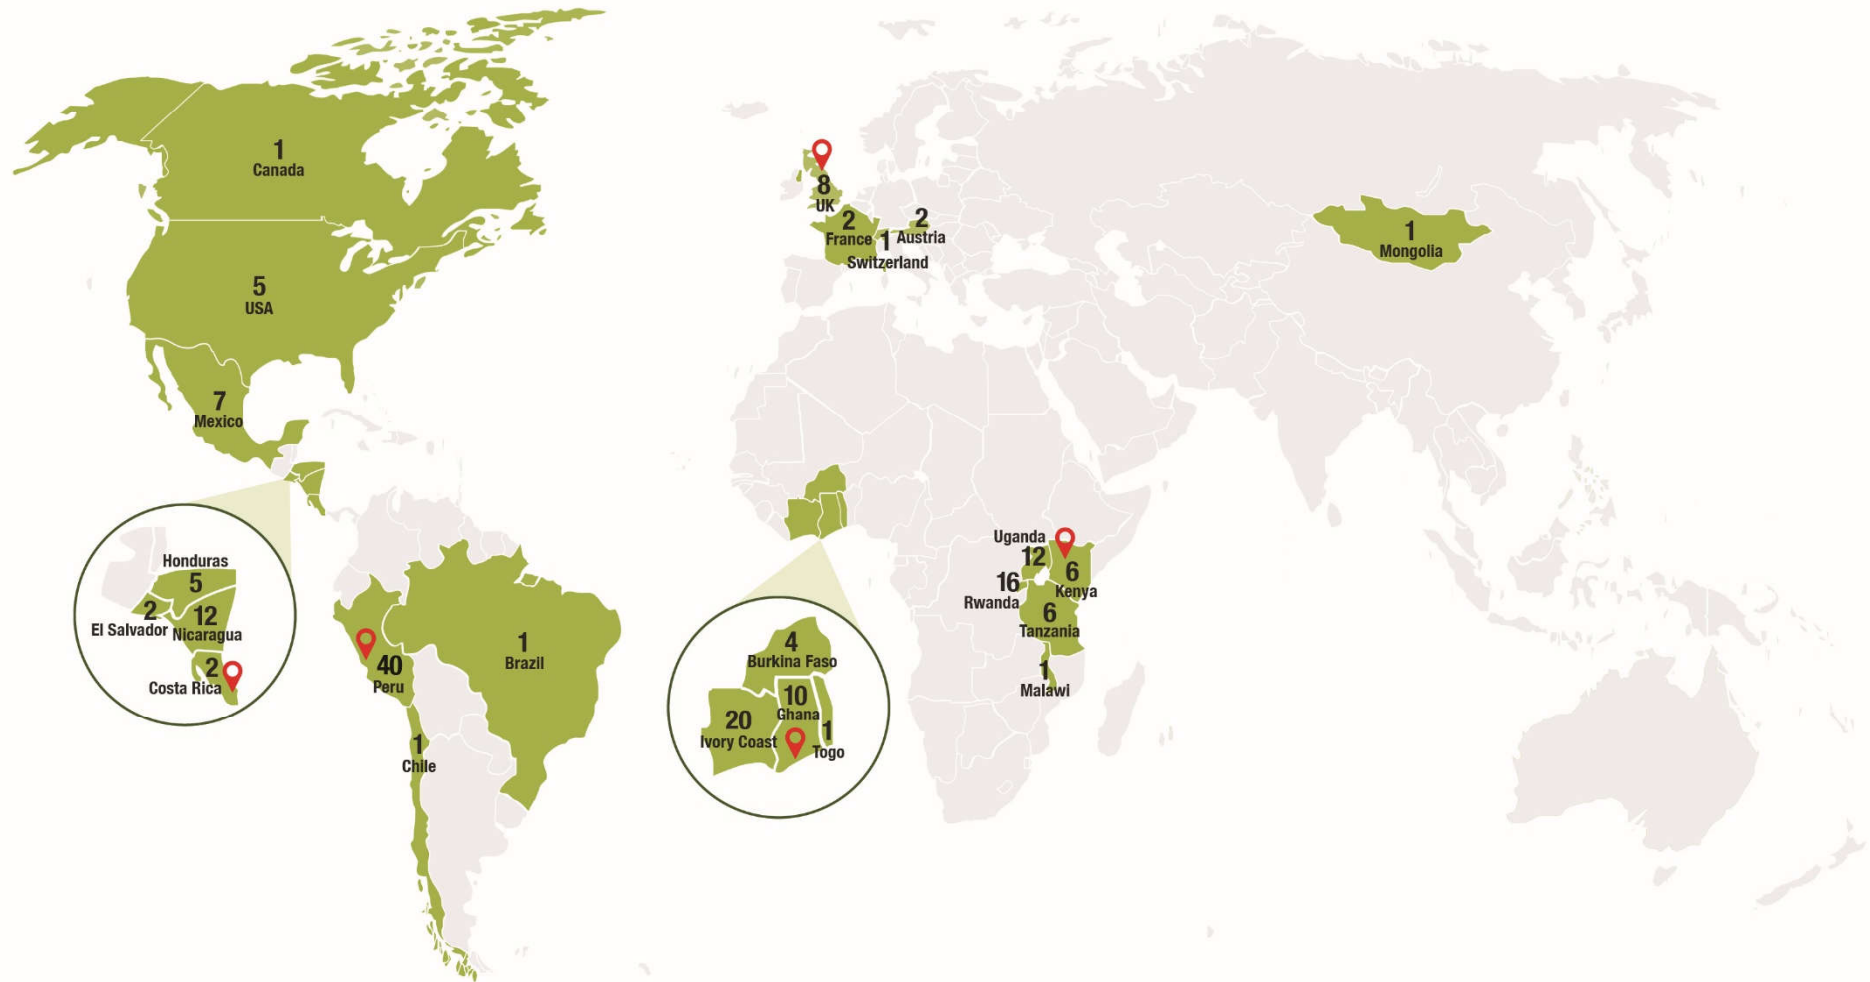 1
Canada
5
USA
7
Mexico
Honduras
5
2
El Salvador
12
Nicaragua
2
Costa Rica
40
Peru
1
Brazil
1
Chile
8
UK
2
France
1
Switzerland
2
Austria
4
Burkina Faso
20
Ivory Coast
10
Ghana
1
Togo
Uganda
12
16
Rwanda
6
Kenya
6
Tanzania
1
Malawi
1
Mongolia